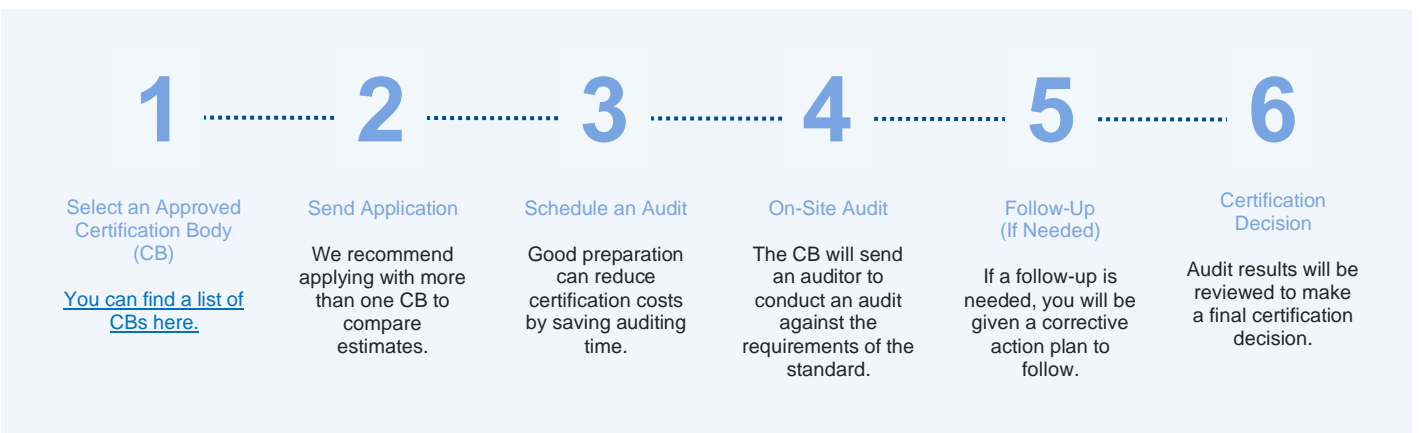 1
2
3
4
5
6
Select an Approved
Certification Body
(CB)
You can find a list of
CBs here.
Send Application
We recommend
applying with more
than one CB to
compare
estimates.
Schedule an Audit
Good preparation
can reduce
certification costs
by saving auditing
time.
On-Site Audit
The CB will send
an auditor to
conduct an audit
against the
requirements of the
standard.
Follow-Up
(If Needed)
If a follow-up is
needed, you will be
given a corrective
action plan to
follow.
Certification
Decision
Audit results will be
reviewed to make
a final certification
decision.